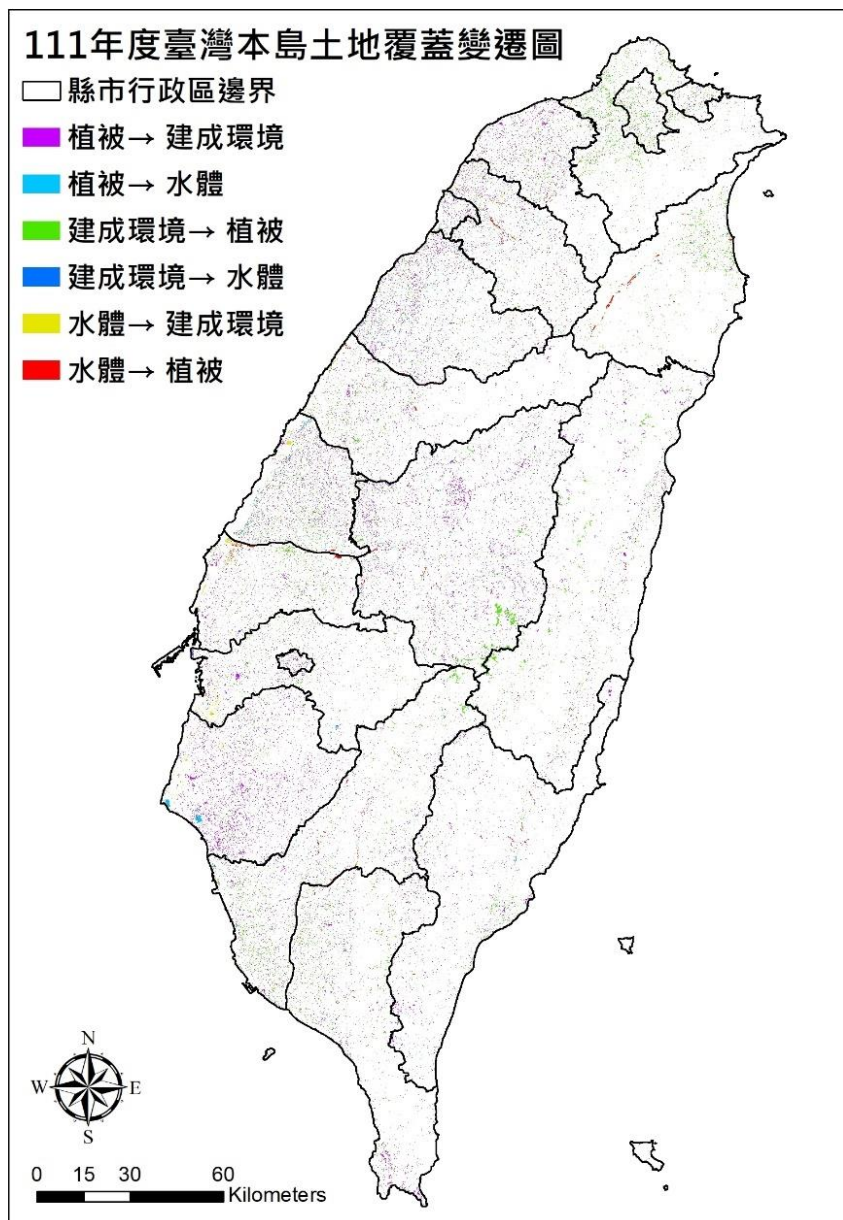 111年度臺灣本島土地覆蓋變遷圖
縣市行政區邊界
植被→ 建成環境
植被→ 水體
建成環境→ 植被
建成環境→ 水體
水體→ 建成環境
水體→ 植被
N
W E
S
0 15 30 60
Kilometers